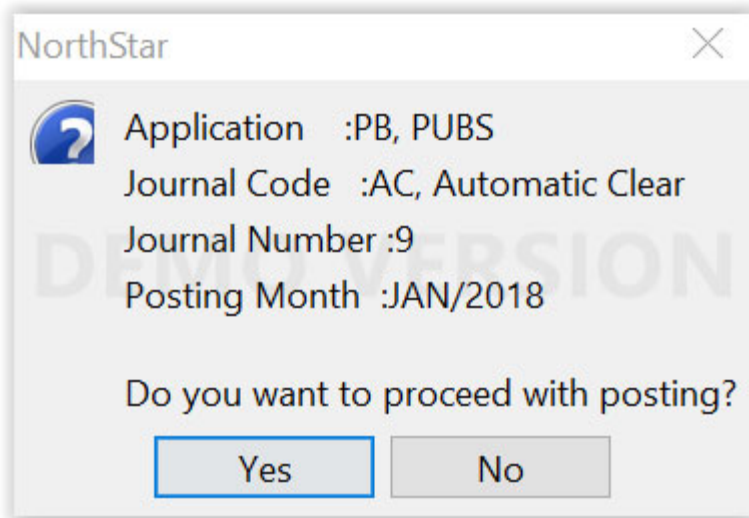 NorthStar
Application :PB, PUBS
Journal Code :AC, Automatic Clear
DEMO VERSION
Journal Number :9
Posting Month :JAN/2018
Do you want to proceed with posting?
Yes No